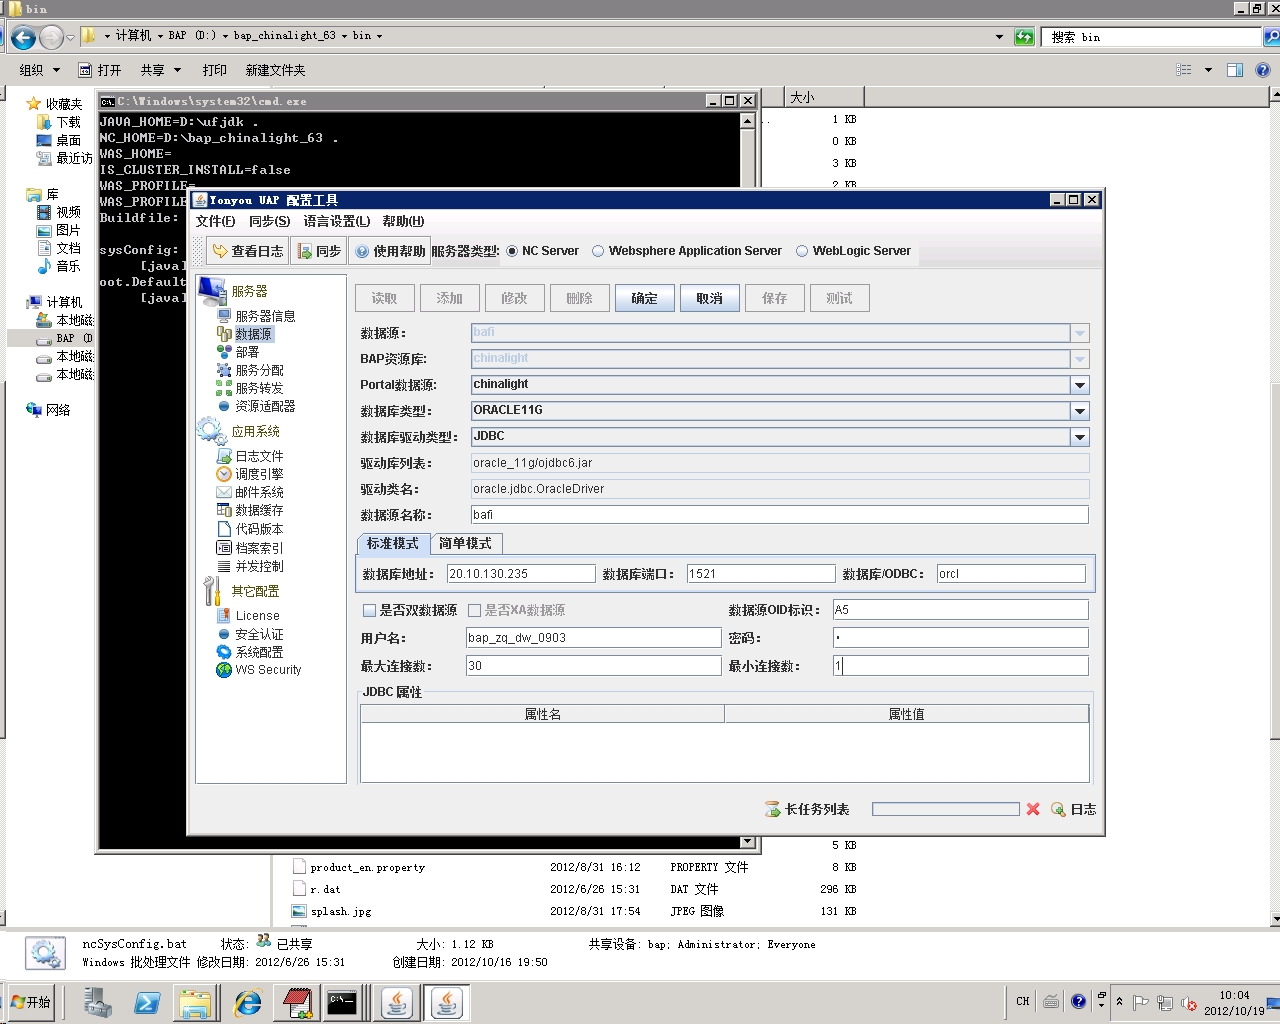 bin
计算机 BAP (D:) bap_chinalight_63 bin
搜索 bin
组织 打开 共享 打印 新建文件夹
收藏夹
下载
桌面
最近访
库
视频
图片
文档
音乐
计算机
本地磁
BAP (D
本地磁
本地磁
网络
大小
1 KB
0 KB
3 KB
2 KB
C:\Windows\system32\cmd.exe
JAVA_HOME=D:\ufjdk .
NC_HOME=D:\bap_chinalight_63 .
WAS_HOME=
IS_CLUSTER_INSTALL=false
WAS_PROFILE=
WAS_PROFIL
Buildfile:
sysConfig:
[java]
oot.Default
[java]
Yonyou UAP 配置工具
文件(F) 同步(S) 语言设置(L) 帮助(H)
查看日志 同步 使用帮助 服务器类型: NC Server Websphere Application Server WebLogic Server
服务器
服务器信息
数据源
部署
服务分配
服务转发
资源适配器
应用系统
日志文件
调度引擎
邮件系统
数据缓存
代码版本
档案索引
并发控制
其它配置
License
安全认证
系统配置
WS Security
读取 添加 修改 删除 确定 取消 保存 测试
数据源: bafi
BAP资源库: chinalight
Portal数据源: chinalight
数据库类型: ORACLE11G
数据库驱动类型: JDBC
驱动库列表: oracle_11g/ojdbc6.jar
驱动类名: oracle.jdbc.OracleDriver
数据源名称: bafi
标准模式 简单模式
数据库地址: 20.10.130.235 数据库端口: 1521 数据库/ODBC: orcl
是否双数据源 是否XA数据源 数据源OID标识: A5
用户名: bap_zq_dw_0903 密码:
最大连接数: 30 最小连接数: 1
JDBC 属性
属性名 属性值
长任务列表 日志
5 KB
product_en.property 2012/8/31 16:12 PROPERTY 文件 8 KB
r.dat 2012/6/26 15:31 DAT 文件 296 KB
splash.jpg 2012/8/31 17:54 JPEG 图像 131 KB
ncSysConfig.bat 状态: 已共享 大小: 1.12 KB 共享设备: bap; Administrator; Everyone
Windows 批处理文件 修改日期: 2012/6/26 15:31 创建日期: 2012/10/16 19:50
开始 CH 10:04
2012/10/19